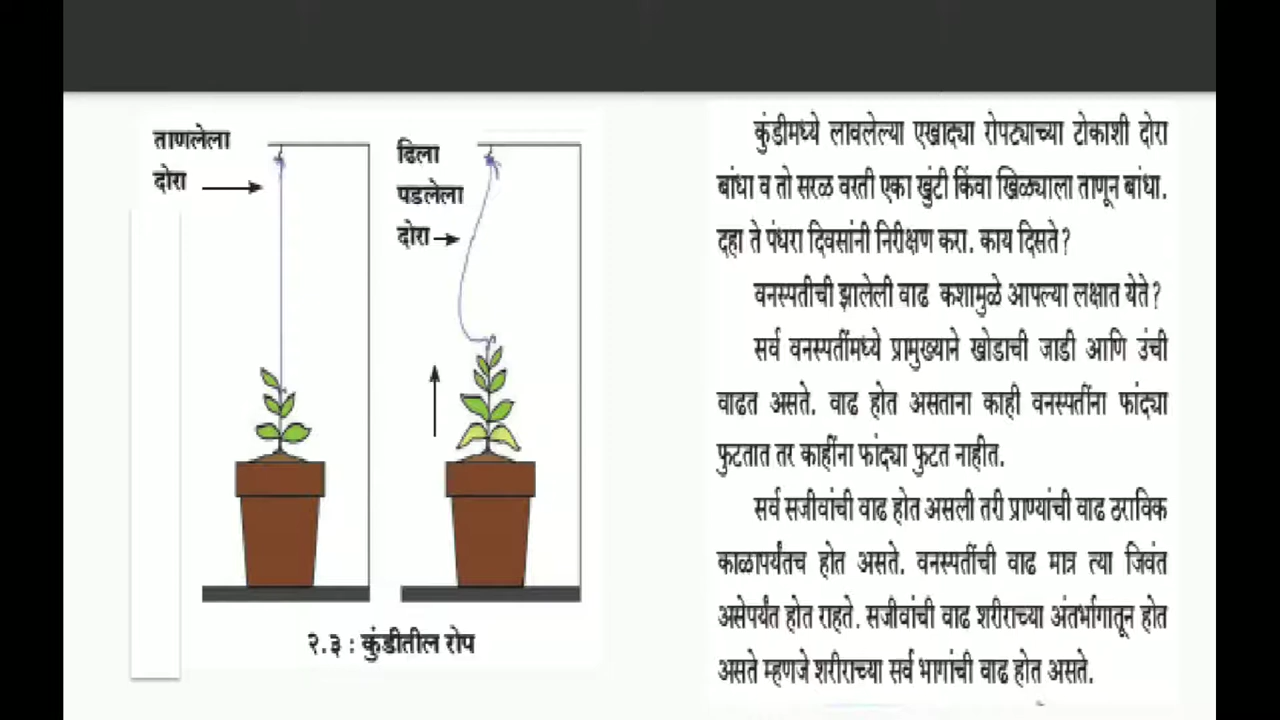 ताणलेला
दोरा
ढिला
पडलेला
दोरा
२.३ : कुंडीतील रोप
कुंडीमध्ये लावलेल्या एखाद्या रोपट्याच्या टोकाशी दोरा
बांधा व तो सरळ वरती एका खुंटी किंवा खिळ्याला ताणून बांधा.
दहा ते पंधरा दिवसांनी निरीक्षण करा. काय दिसते?
वनस्पतीची झालेली वाढ कशामुळे आपल्या लक्षात येते?
सर्व वनस्पतींमध्ये प्रामुख्याने खोडाची जाडी आणि उंची
वाढत असते. वाढ होत असताना काही वनस्पतींना फांद्या
फुटतात तर काहींना फांद्या फुटत नाहीत.
सर्व सजीवांची वाढ होत असली तरी प्राण्यांची वाढ ठराविक
काळापर्यंतच होत असते. वनस्पतींची वाढ मात्र त्या जिवंत
असेपर्यंत होत राहते. सजीवांची वाढ शरीराच्या अंतर्भागातून होत
असते म्हणजे शरीराच्या सर्व भागांची वाढ होत असते.